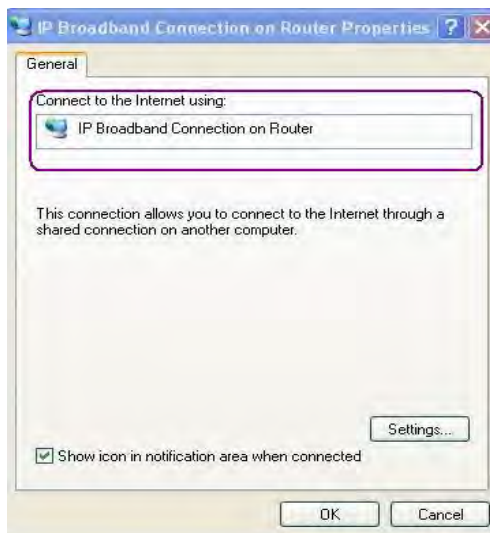 IP Broadband Connection on Router Properties
General
Connect to the Internet using:
IP Broadband Connection on Router
This connection allows you to connect to the Internet through a
shared connection on another computer.
Settings...
Show icon in notification area when connected
OK
Cancel